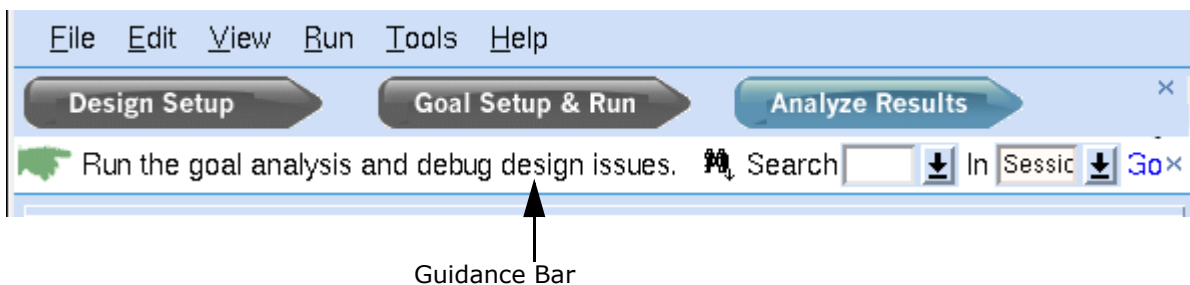 File Edit View Run Tools Help
Design Setup Goal Setup & Run Analyze Results
Run the goal analysis and debug design issues. Search In Sessic Go
Guidance Bar